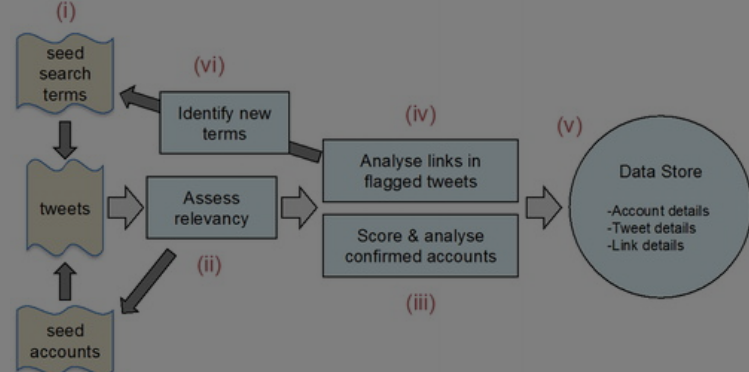 (i)
seed
search
terms
(vi)
Identify new
terms
(iv)
Analyse links in
flagged tweets
(v)
Data Store
-Account details
-Tweet details
-Link details
tweets
Assess
relevancy
(ii)
Score & analyse
confirmed accounts
(iii)
seed
accounts